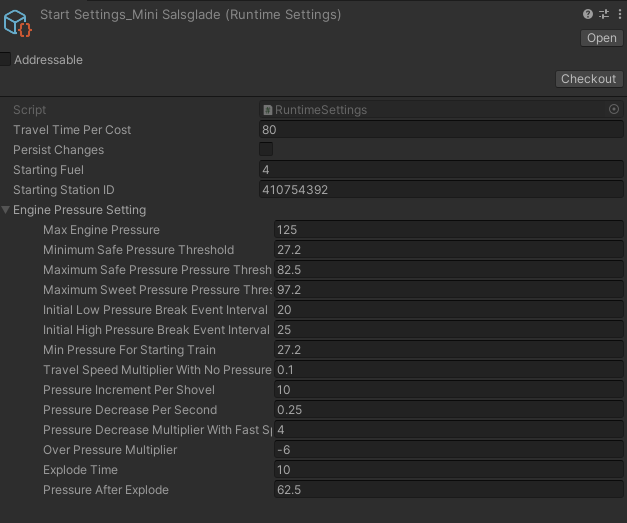 Start Settings_Mini Salsglade (Runtime Settings)
Open
Addressable
Checkout
Script RuntimeSettings
Travel Time Per Cost 80
Persist Changes
Starting Fuel 4
Starting Station ID 410754392
Engine Pressure Setting
Max Engine Pressure 125
Minimum Safe Pressure Threshold 27.2
Maximum Safe Pressure Pressure Thresh 82.5
Maximum Sweet Pressure Pressure Thres 97.2
Initial Low Pressure Break Event Interval 20
Initial High Pressure Break Event Interval 25
Min Pressure For Starting Train 27.2
Travel Speed Multiplier With No Pressure 0.1
Pressure Increment Per Shovel 10
Pressure Decrease Per Second 0.25
Pressure Decrease Multiplier With Fast Sp 4
Over Pressure Multiplier -6
Explode Time 10
Pressure After Explode 62.5